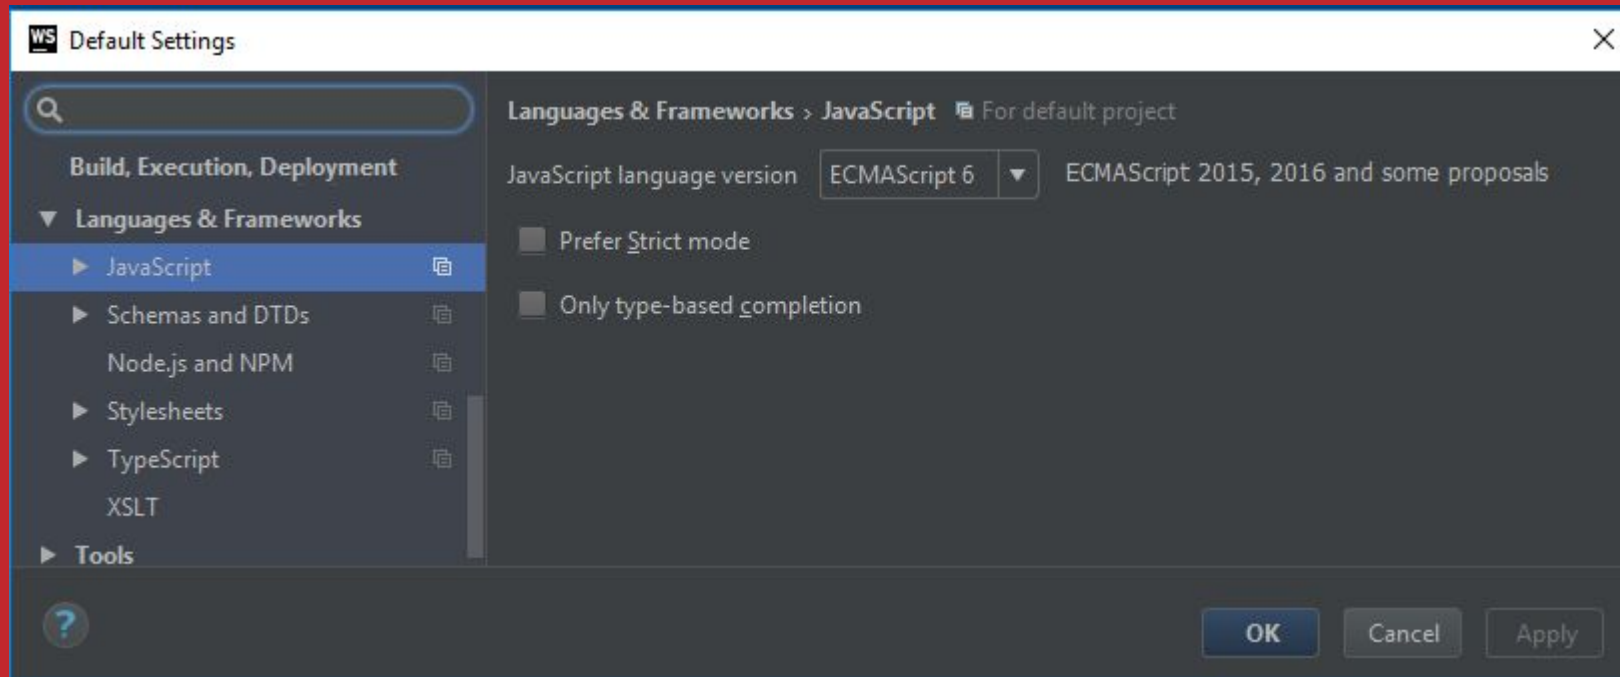 WS Default Settings
Build, Execution, Deployment
Languages & Frameworks
JavaScript
Schemas and DTDs
Node.js and NPM
Stylesheets
TypeScript
XSLT
Tools
Languages & Frameworks › JavaScript For default project
JavaScript language version ECMAScript 6 ECMAScript 2015, 2016 and some proposals
Prefer Strict mode
Only type-based completion
?
OK Cancel Apply